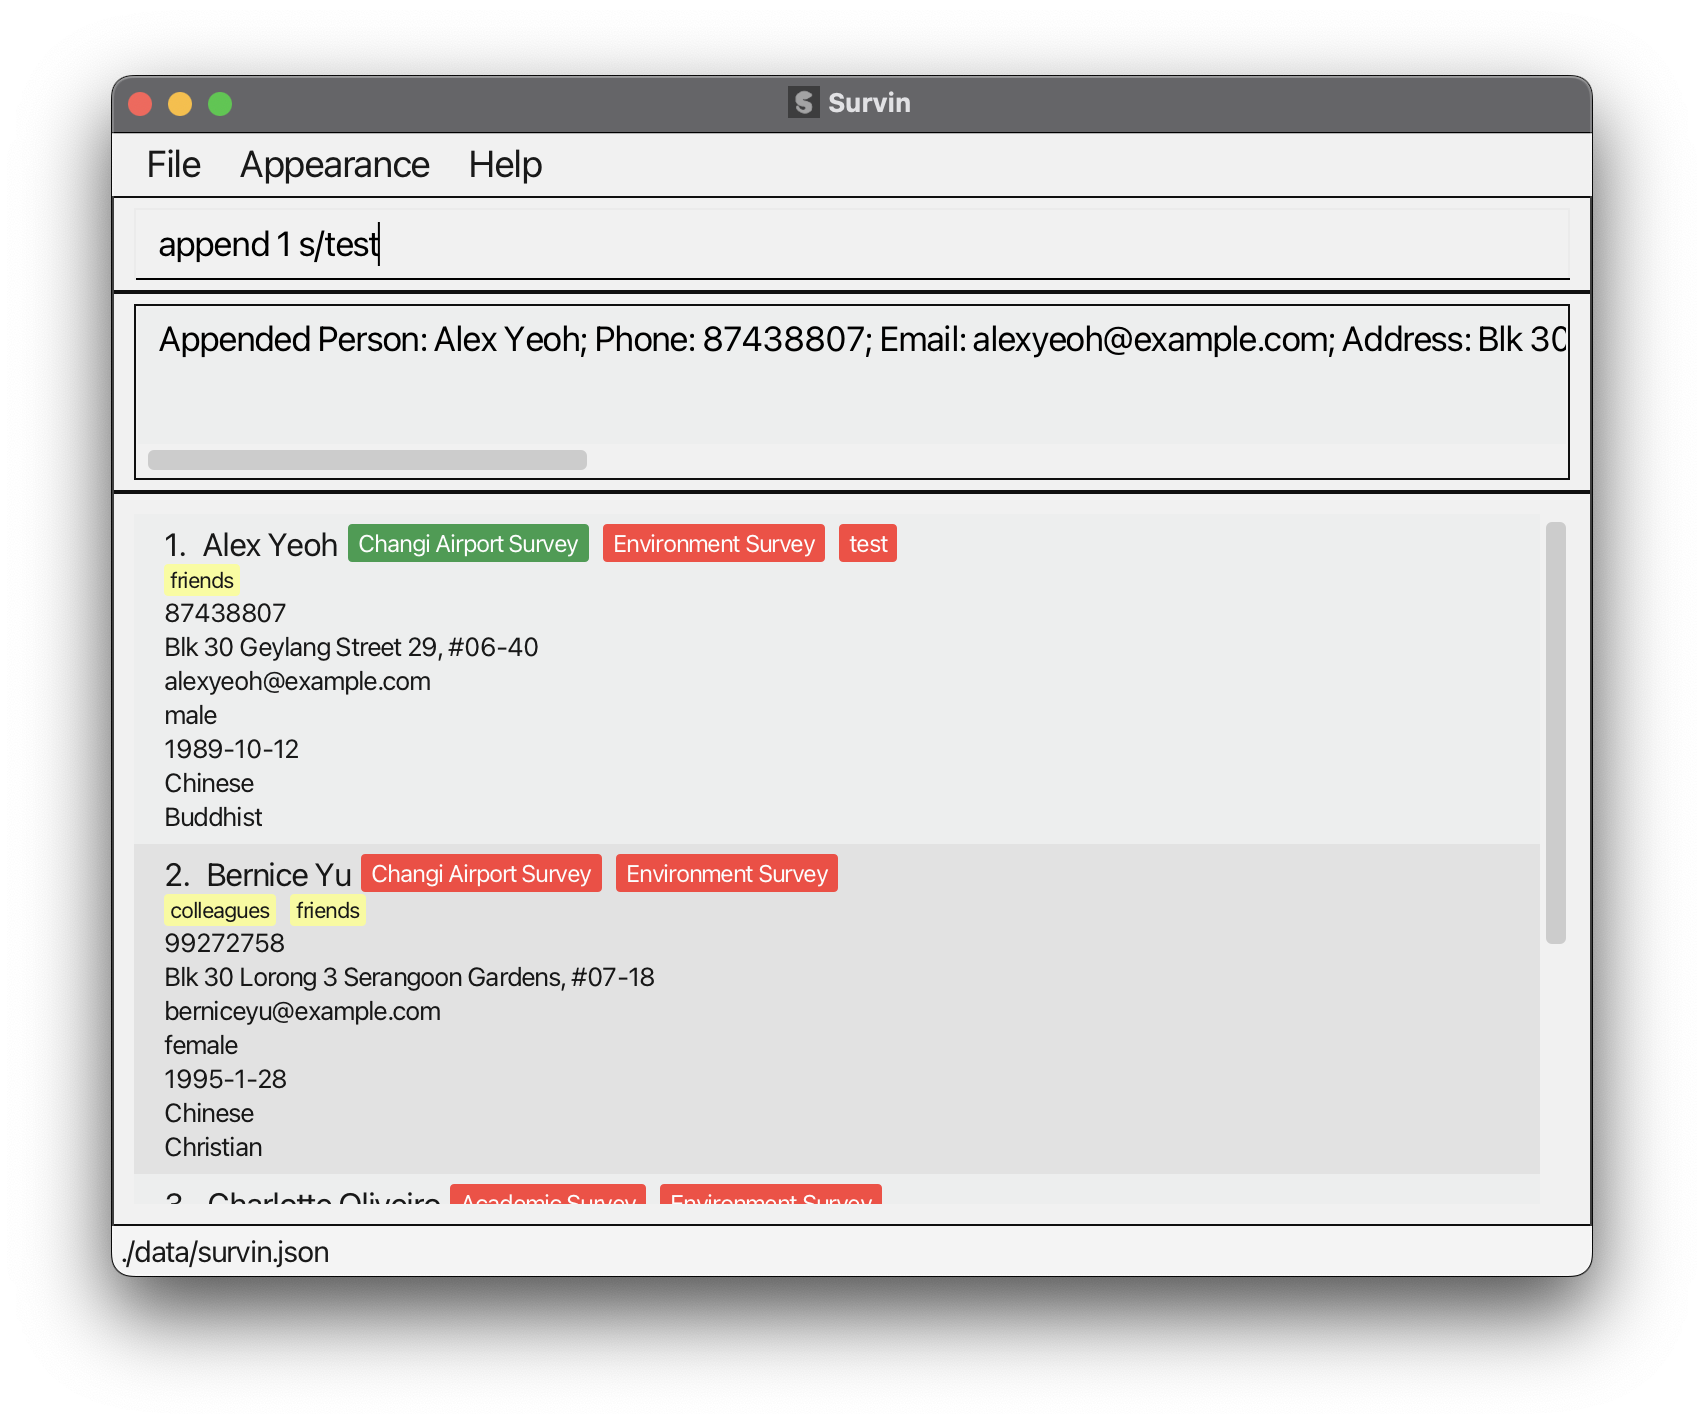 Survin
File Appearance Help
append 1 s/test
Appended Person: Alex Yeoh; Phone: 87438807; Email: alexyeoh@example.com; Address: Blk 30
1. Alex Yeoh Changi Airport Survey Environment Survey test
friends
87438807
Blk 30 Geylang Street 29, #06-40
alexyeoh@example.com
male
1989-10-12
Chinese
Buddhist
2. Bernice Yu Changi Airport Survey Environment Survey
colleagues friends
99272758
Blk 30 Lorong 3 Serangoon Gardens, #07-18
berniceyu@example.com
female
1995-1-28
Chinese
Christian
3. Charlotte Oliveiro Academic Survey Environment Survey
./data/survin.json